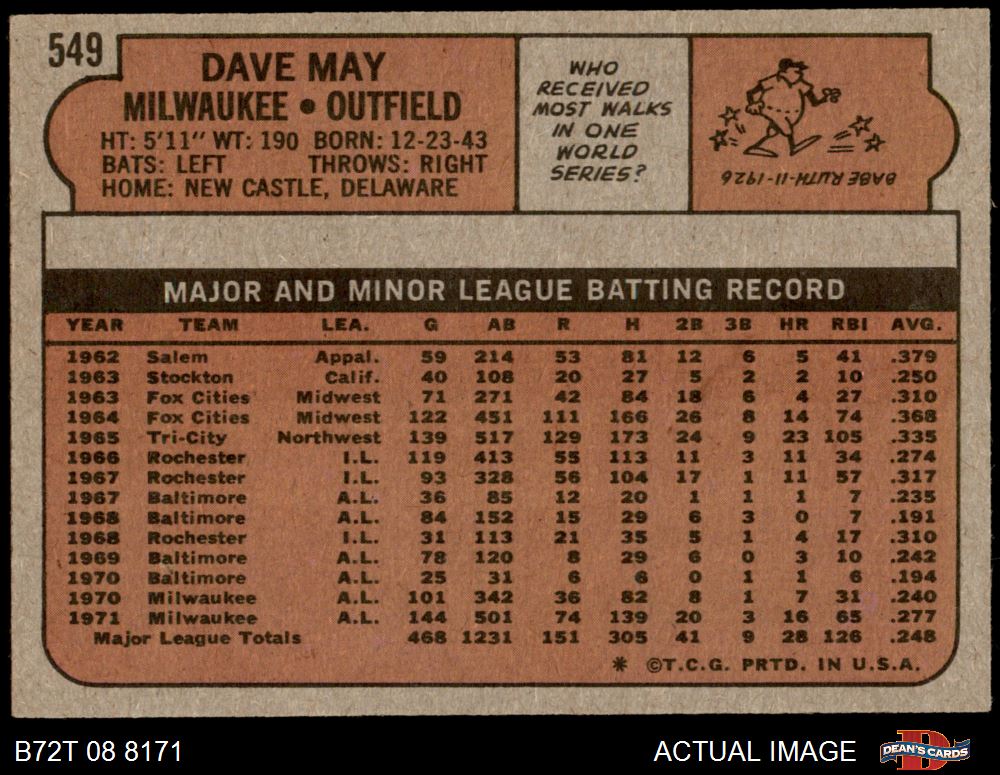 549
DAVE MAY
MILWAUKEE • OUTFIELD
HT: 5'11" WT: 190 BORN: 12-23-43
BATS: LEFT THROWS: RIGHT
HOME: NEW CASTLE, DELAWARE
WHO
RECEIVED
MOST WALKS
IN ONE
WORLD
SERIES?
BABE RUTH-11-1926
MAJOR AND MINOR LEAGUE BATTING RECORD
YEAR TEAM LEA. G AB R H 2B 3B HR RBI AVG.
1962 Salem Appal. 59 214 53 81 12 6 5 41 .379
1963 Stockton Calif. 40 108 20 27 5 2 2 10 .250
1963 Fox Cities Midwest 71 271 42 84 18 6 4 27 .310
1964 Fox Cities Midwest 122 451 111 166 26 8 14 74 .368
1965 Tri-City Northwest 139 517 129 173 24 9 23 105 .335
1966 Rochester I.L. 119 413 55 113 11 3 11 34 .274
1967 Rochester I.L. 93 328 56 104 17 1 11 57 .317
1967 Baltimore A.L. 36 85 12 20 1 1 1 7 .235
1968 Baltimore A.L. 84 152 15 29 6 3 0 7 .191
1968 Rochester I.L. 31 113 21 35 5 1 4 17 .310
1969 Baltimore A.L. 78 120 8 29 6 0 3 10 .242
1970 Baltimore A.L. 25 31 6 6 0 1 1 6 .194
1970 Milwaukee A.L. 101 342 36 82 8 1 7 31 .240
1971 Milwaukee A.L. 144 501 74 139 20 3 16 65 .277
Major League Totals 468 1231 151 305 41 9 28 126 .248
* ©T.C.G. PRTD. IN U.S.A.
B72T 08 8171
ACTUAL IMAGE
DEAN'S CARDS